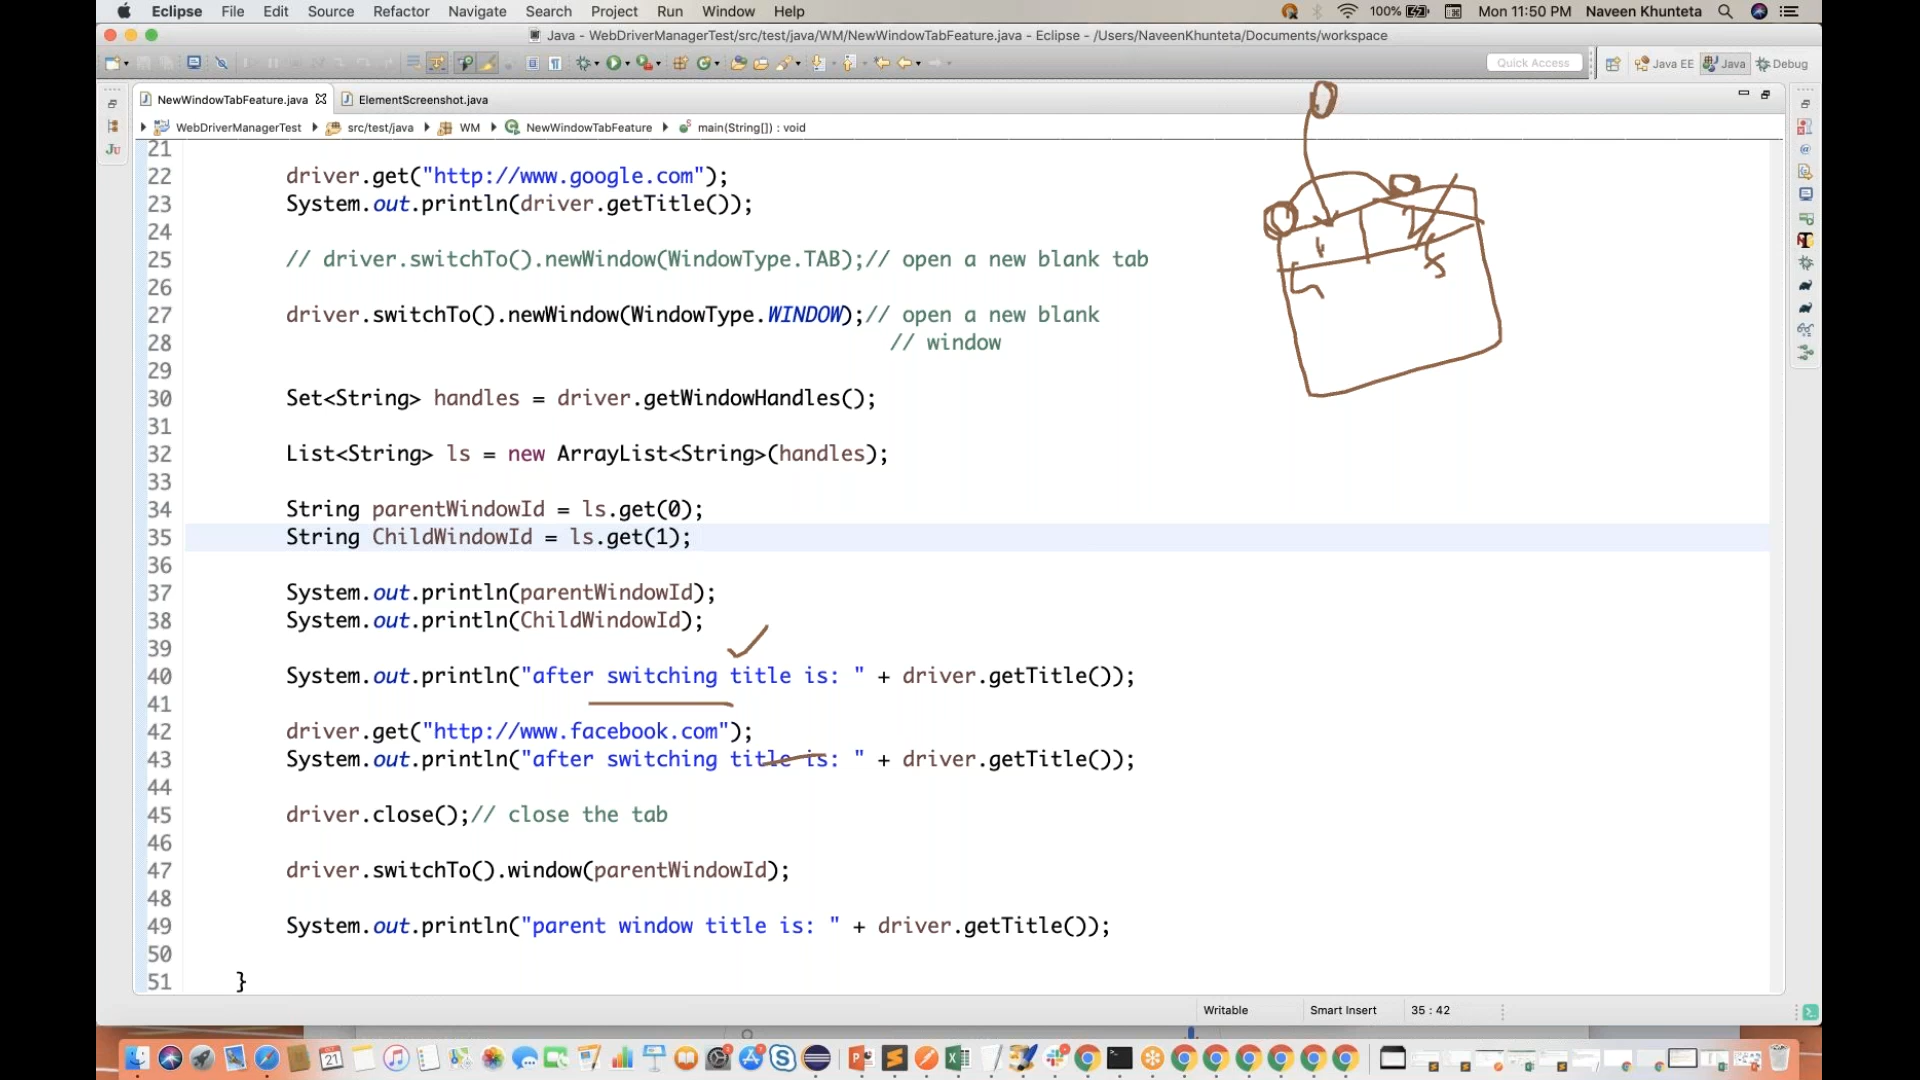 Eclipse File Edit Source Refactor Navigate Search Project Run Window Help 100% Mon 11:50 PM Naveen Khunteta
Java - WebDriverManagerTest/src/test/java/WM/NewWindowTabFeature.java - Eclipse - /Users/NaveenKhunteta/Documents/workspace
Quick Access Java EE Java Debug
NewWindowTabFeature.java ElementScreenshot.java
WebDriverManagerTest src/test/java WM NewWindowTabFeature main(String[]) : void
21
22 driver.get("http://www.google.com");
23 System.out.println(driver.getTitle());
24
25 // driver.switchTo().newWindow(WindowType.TAB);// open a new blank tab
26
27 driver.switchTo().newWindow(WindowType.WINDOW);// open a new blank
28 // window
29
30 Set<String> handles = driver.getWindowHandles();
31
32 List<String> ls = new ArrayList<String>(handles);
33
34 String parentWindowId = ls.get(0);
35 String ChildWindowId = ls.get(1);
36
37 System.out.println(parentWindowId);
38 System.out.println(ChildWindowId);
39
40 System.out.println("after switching title is: " + driver.getTitle());
41
42 driver.get("http://www.facebook.com");
43 System.out.println("after switching title is: " + driver.getTitle());
44
45 driver.close();// close the tab
46
47 driver.switchTo().window(parentWindowId);
48
49 System.out.println("parent window title is: " + driver.getTitle());
50
51 }
Writable Smart Insert 35 : 42